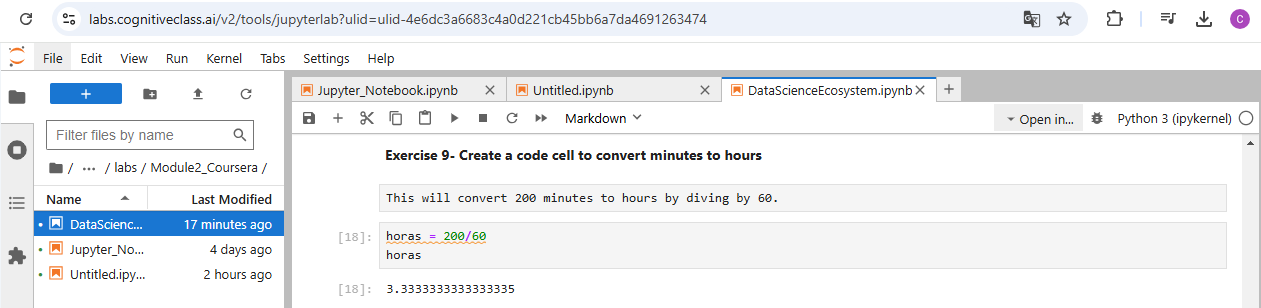 labs.cognitiveclass.ai/v2/tools/jupyterlab?ulid=ulid-4e6dc3a6683c4a0d221cb45bb6a7da4691263474
C
File Edit View Run Kernel Tabs Settings Help
+
Jupyter_Notebook.ipynb
Untitled.ipynb
DataScienceEcosystem.ipynb
Filter files by name
Markdown
Open in...
Python 3 (ipykernel)
/ ··· / labs / Module2_Coursera /
Name Last Modified
DataScienc... 17 minutes ago
Jupyter_No... 4 days ago
Untitled.ipy... 2 hours ago
Exercise 9- Create a code cell to convert minutes to hours
This will convert 200 minutes to hours by diving by 60.
[18]: horas = 200/60
horas
[18]: 3.3333333333333335